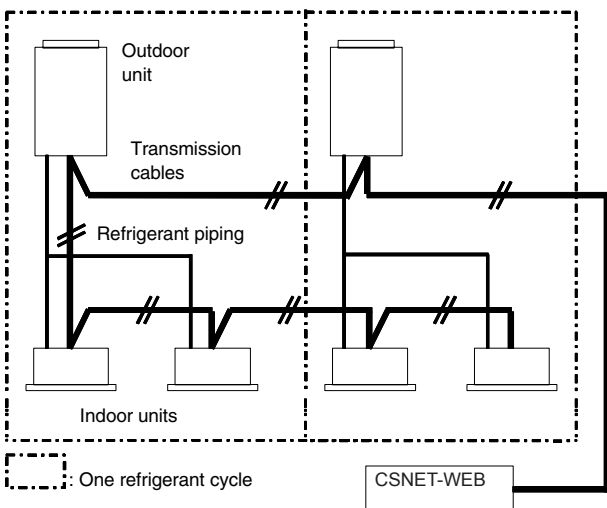 Outdoor
unit
Transmission
cables
Refrigerant piping
Indoor units
: One refrigerant cycle
CSNET-WEB